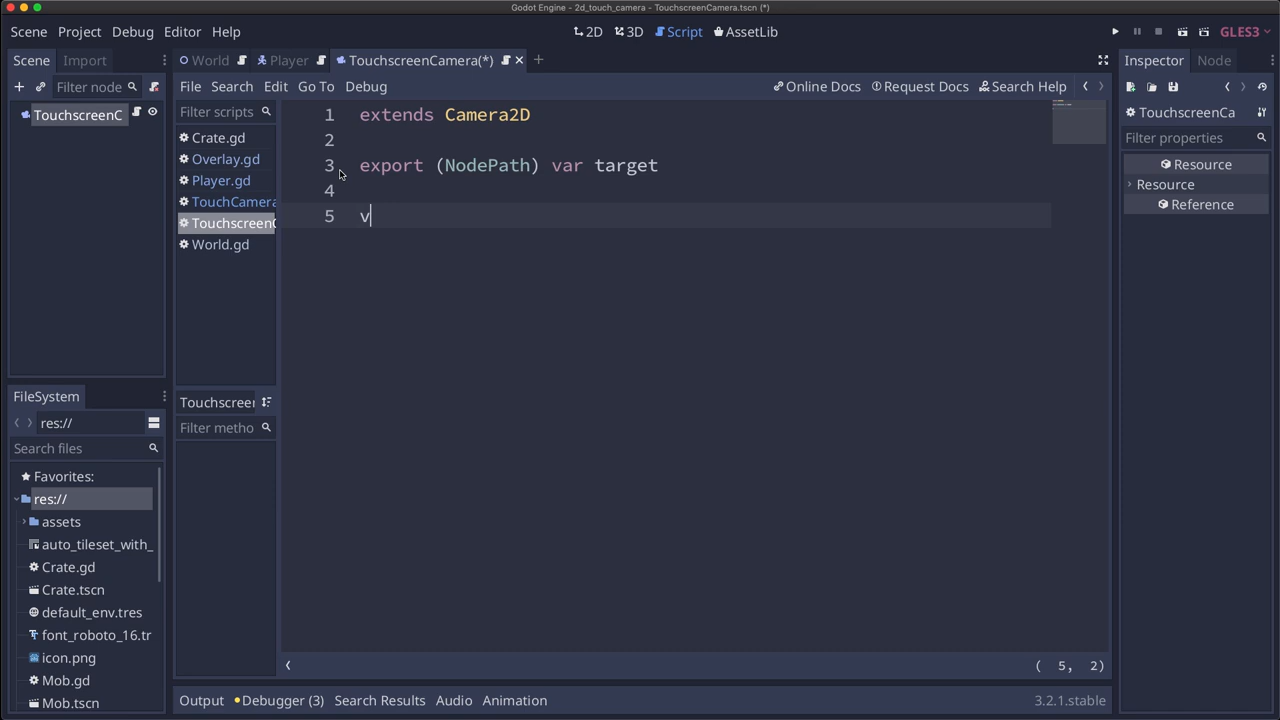 Godot Engine - 2d_touch_camera - TouchscreenCamera.tscn (*)
Scene Project Debug Editor Help
2D 3D Script AssetLib
GLES3
Scene Import
World Player TouchscreenCamera(*)
Inspector Node
Filter node
File Search Edit Go To Debug
Online Docs Request Docs Search Help
TouchscreenC
Filter scripts
Crate.gd
Overlay.gd
Player.gd
TouchCamera
Touchscreen
World.gd
Touchscreer
Filter metho
1 extends Camera2D
2
3 export (NodePath) var target
4
5 v
TouchscreenCa
Filter properties
Resource
Resource
Reference
FileSystem
res://
Search files
Favorites:
res://
assets
auto_tileset_with_
Crate.gd
Crate.tscn
default_env.tres
font_roboto_16.tr
icon.png
Mob.gd
Mob.tscn
( 5, 2)
Output Debugger (3) Search Results Audio Animation
3.2.1.stable